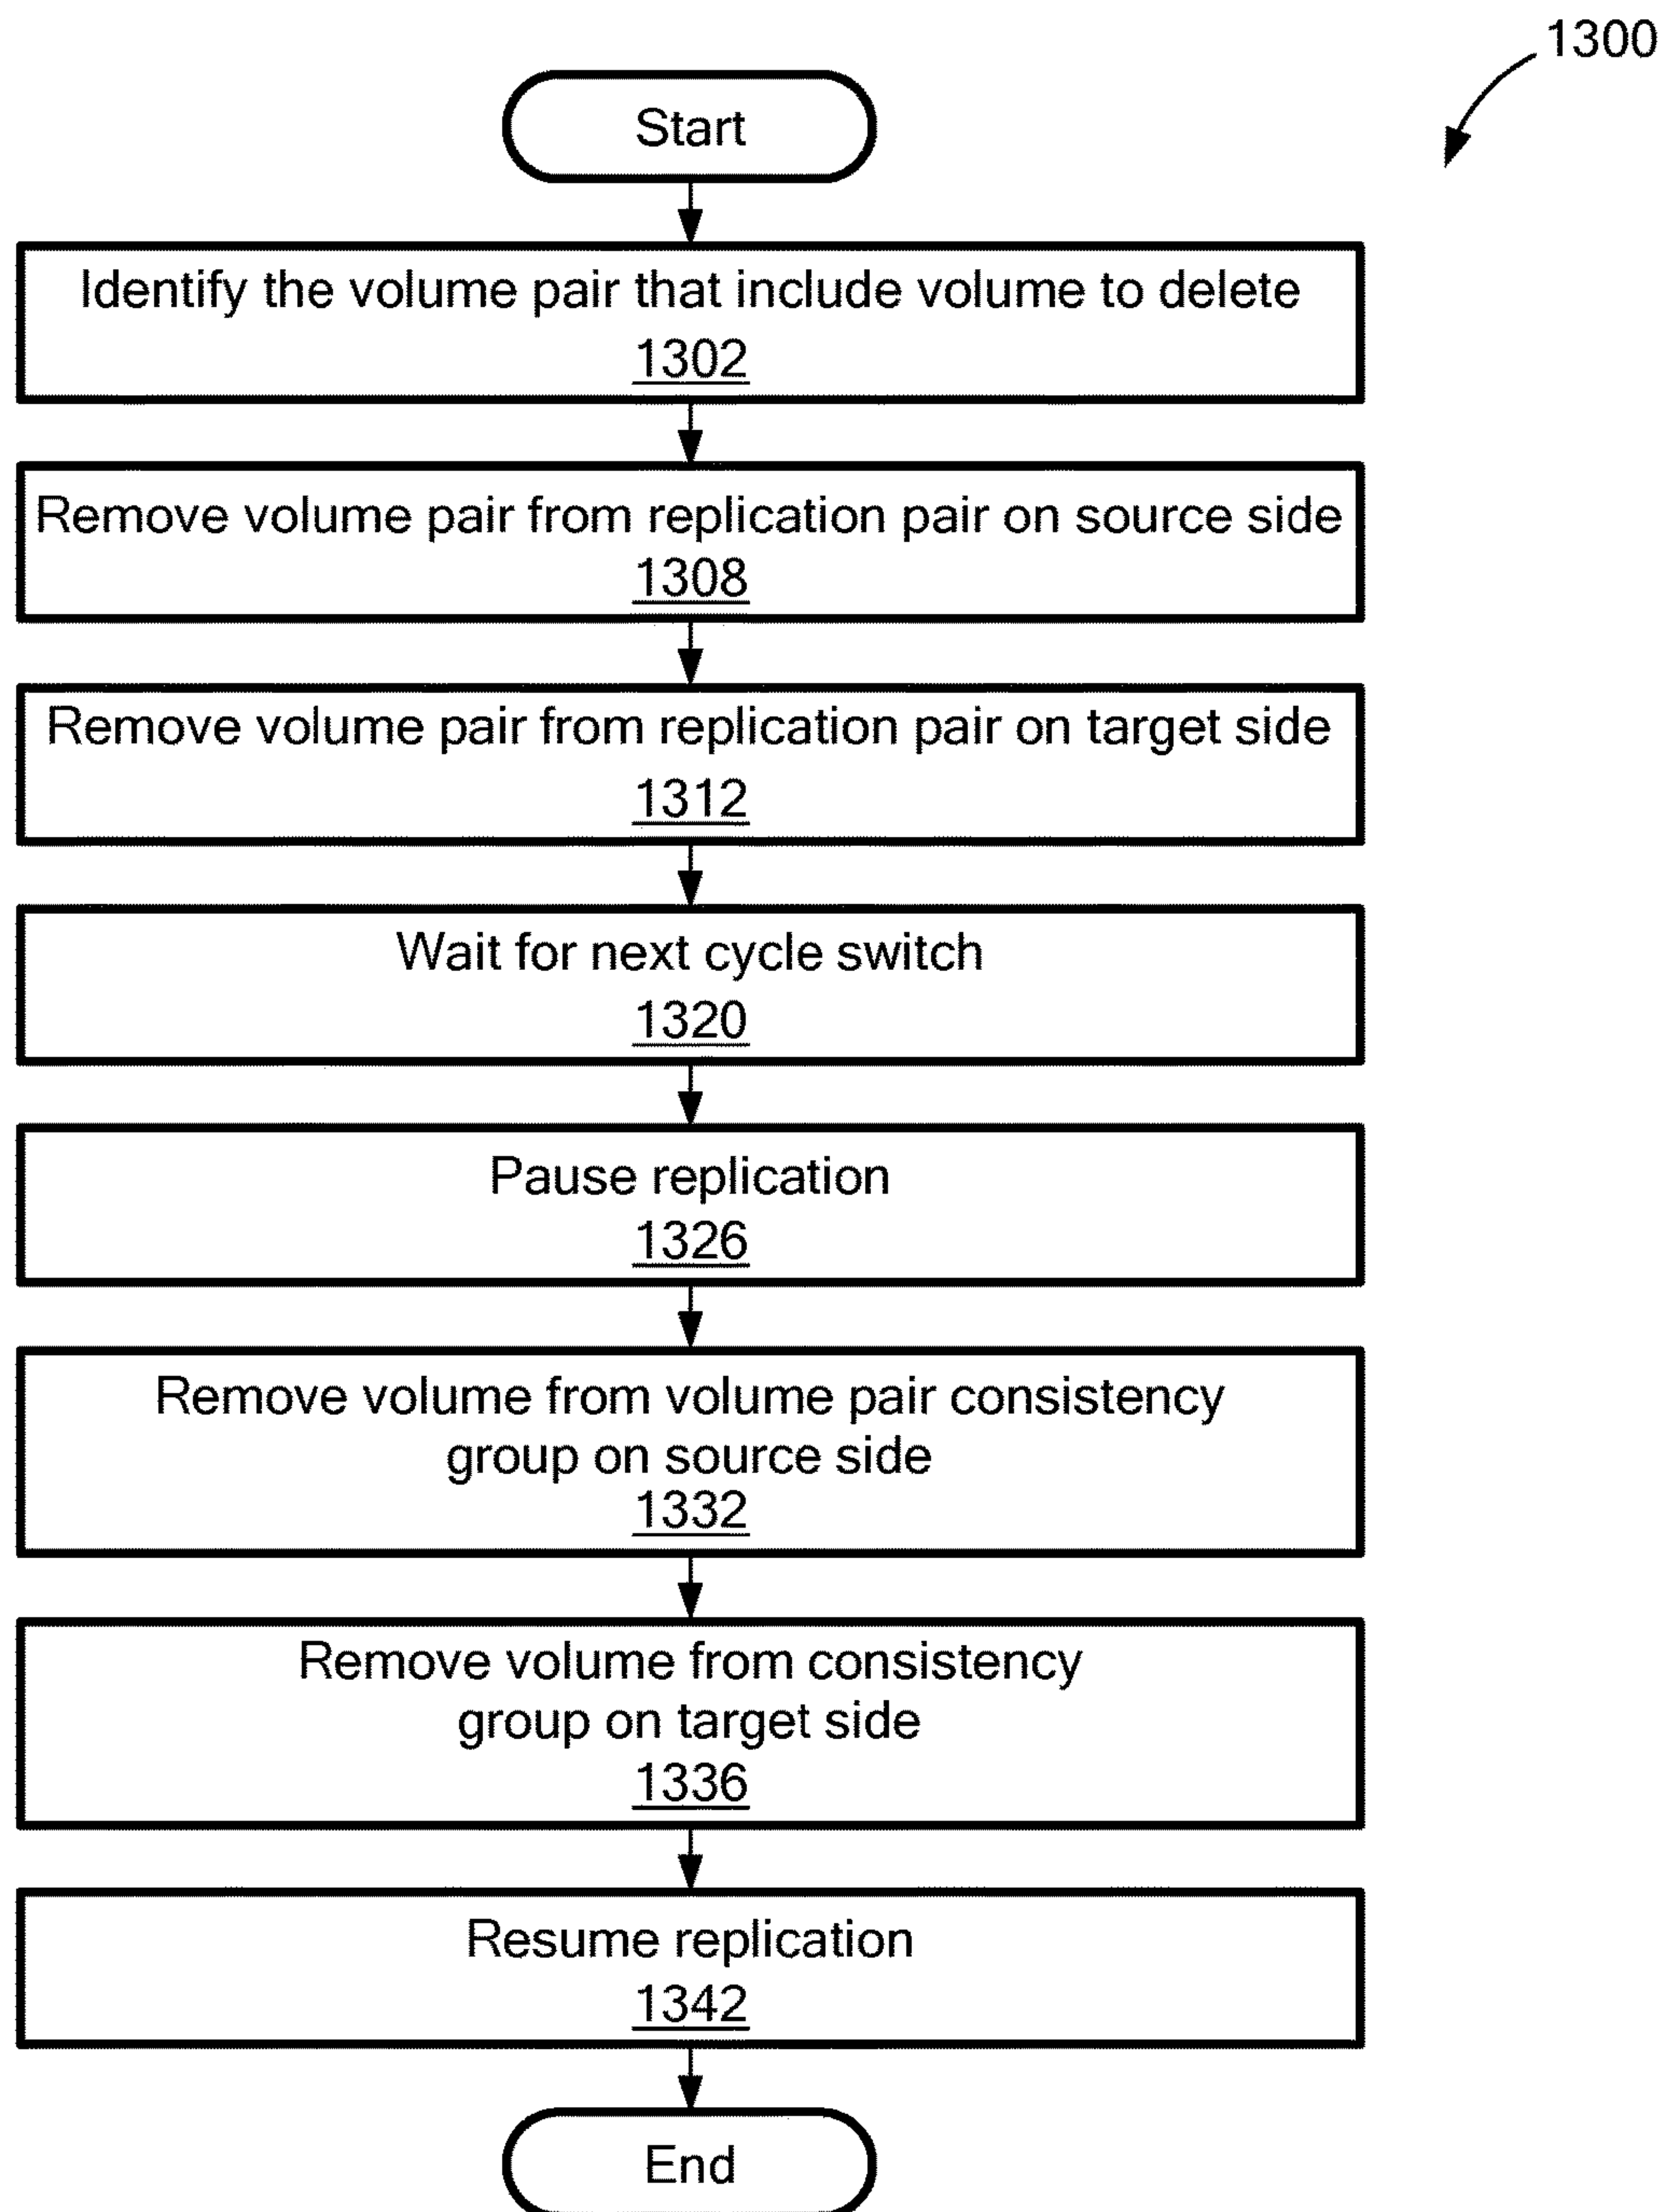 1300
Start
Identify the volume pair that include volume to delete
1302
Remove volume pair from replication pair on source side
1308
Remove volume pair from replication pair on target side
1312
Wait for next cycle switch
1320
Pause replication
1326
Remove volume from volume pair consistency
group on source side
1332
Remove volume from consistency
group on target side
1336
Resume replication
1342
End